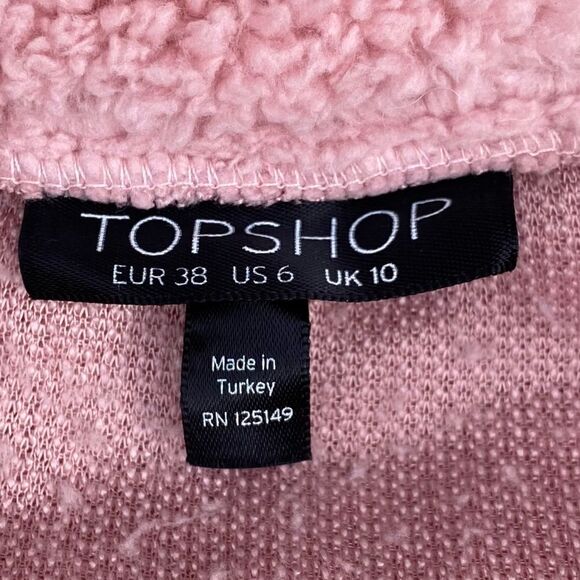 TOPSHOP
EUR 38 US 6 UK 10
Made in
Turkey
RN 125149